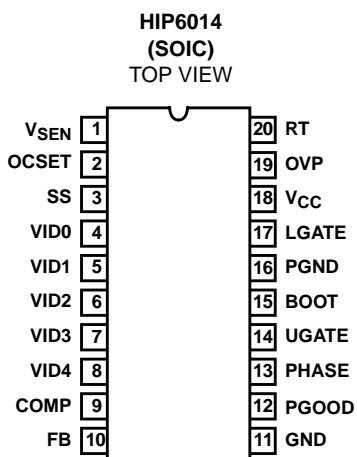 HIP6014
(SOIC)
TOP VIEW
VSEN 1 20 RT
OCSET 2 19 OVP
SS 3 18 VCC
VID0 4 17 LGATE
VID1 5 16 PGND
VID2 6 15 BOOT
VID3 7 14 UGATE
VID4 8 13 PHASE
COMP 9 12 PGOOD
FB 10 11 GND